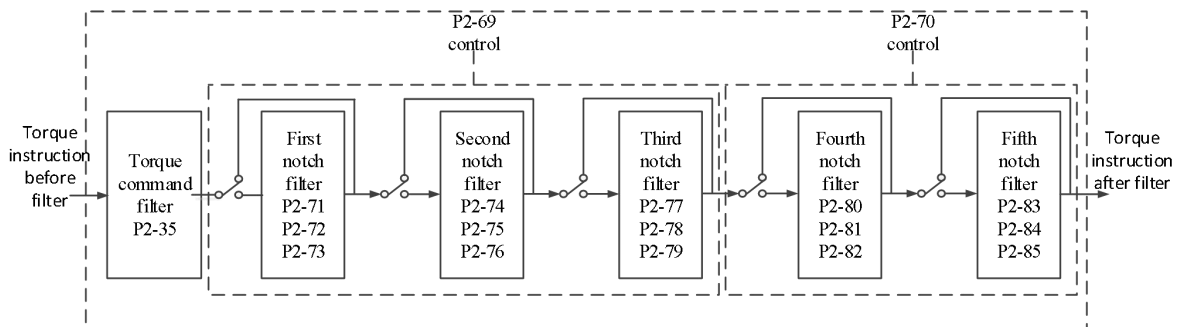 P2-69
control
P2-70
control
Torque
instruction
before
filter
Torque
command
filter
P2-35
First
notch
filter
P2-71
P2-72
P2-73
Second
notch
filter
P2-74
P2-75
P2-76
Third
notch
filter
P2-77
P2-78
P2-79
Fourth
notch
filter
P2-80
P2-81
P2-82
Fifth
notch
filter
P2-83
P2-84
P2-85
Torque
instruction
after filter